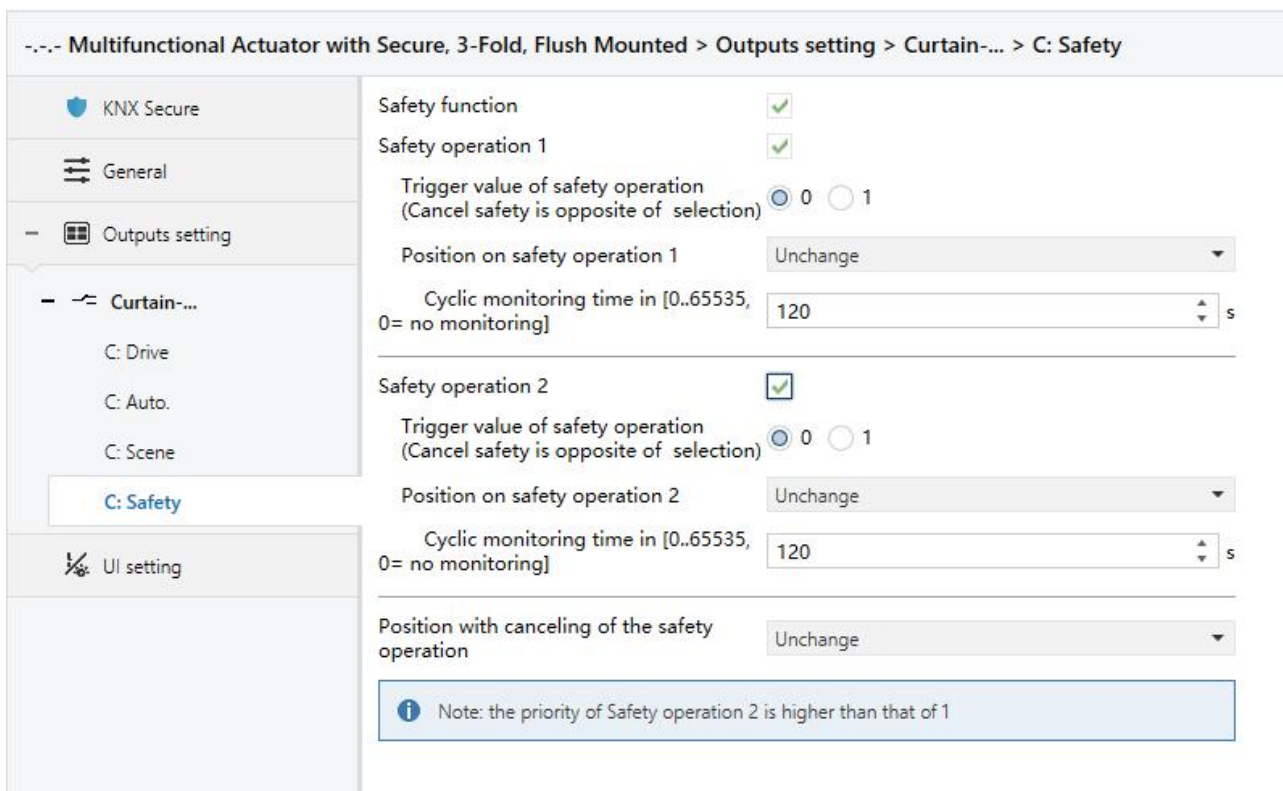 -.-.- Multifunctional Actuator with Secure, 3-Fold, Flush Mounted > Outputs setting > Curtain-... > C: Safety
KNX Secure
General
Outputs setting
Curtain-...
C: Drive
C: Auto.
C: Scene
C: Safety
UI setting
Safety function
Safety operation 1
Trigger value of safety operation
(Cancel safety is opposite of selection)
0 1
Position on safety operation 1
Unchange
Cyclic monitoring time in [0..65535,
0= no monitoring]
120
s
Safety operation 2
Trigger value of safety operation
(Cancel safety is opposite of selection)
0 1
Position on safety operation 2
Unchange
Cyclic monitoring time in [0..65535,
0= no monitoring]
120
s
Position with canceling of the safety
operation
Unchange
Note: the priority of Safety operation 2 is higher than that of 1